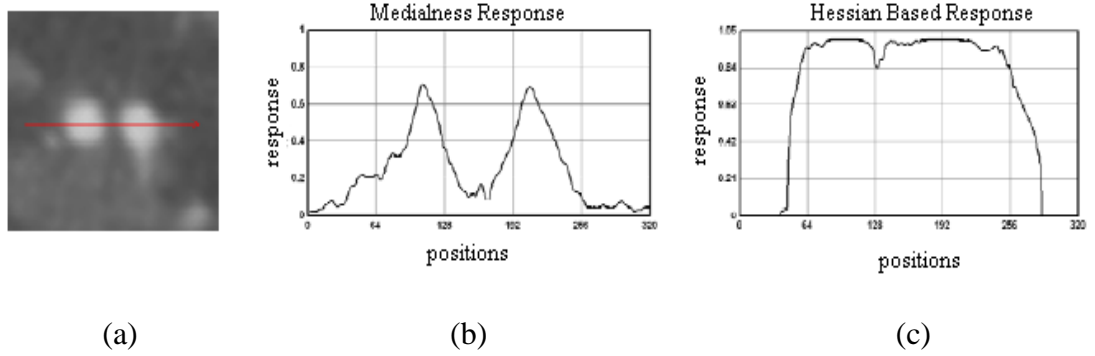 Medialness Response
1
0.8
0.6
0.4
0.2
0
0 64 128 192 256 320
response
positions
Hessian Based Response
1.05
0.84
0.42
0.21
0
0 64 128 192 256 320
response
positions
(a) (b) (c)